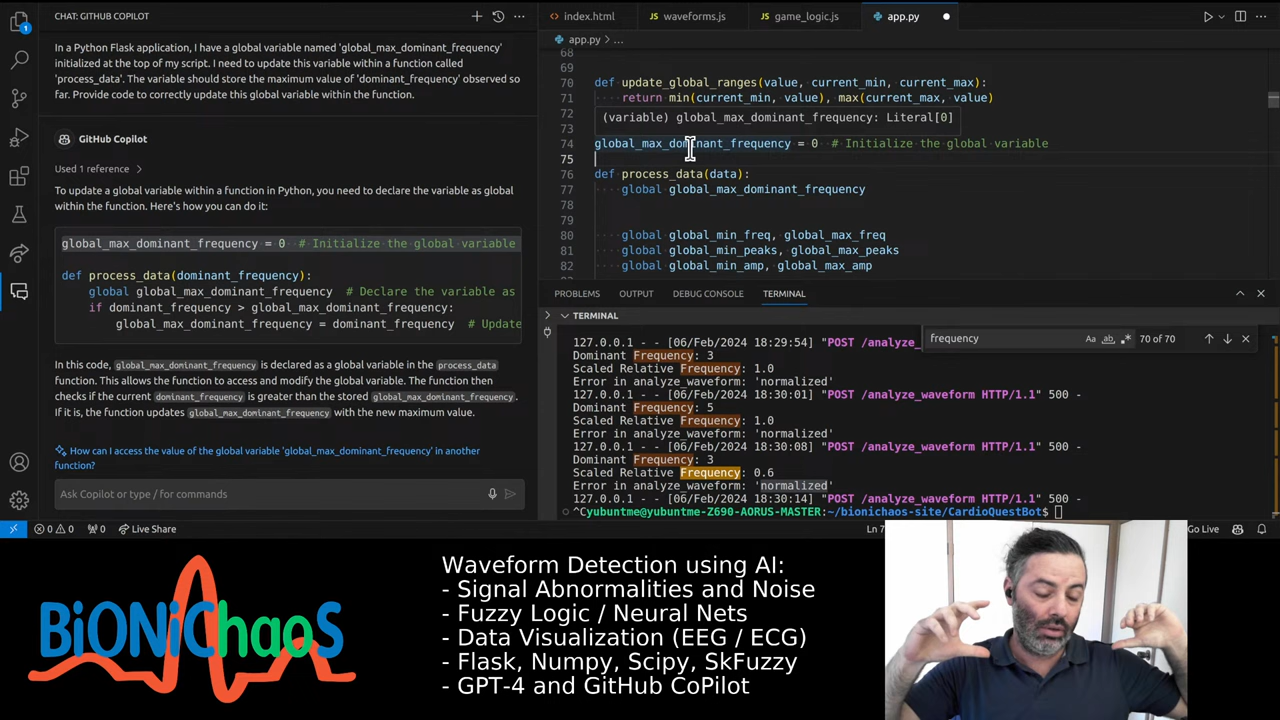 CHAT: GITHUB COPILOT
In a Python Flask application, I have a global variable named 'global_max_dominant_frequency'
initialized at the top of my script. I need to update this variable within a function called
'process_data'. The variable should store the maximum value of 'dominant_frequency' observed so
far. Provide code to correctly update this global variable within the function.
GitHub Copilot
Used 1 reference
To update a global variable within a function in Python, you need to declare the variable as global
within the function. Here's how you can do it:
global_max_dominant_frequency = 0  # Initialize the global variable
def process_data(dominant_frequency):
    global global_max_dominant_frequency  # Declare the variable as
    if dominant_frequency > global_max_dominant_frequency:
        global_max_dominant_frequency = dominant_frequency  # Update
In this code, global_max_dominant_frequency is declared as a global variable in the process_data
function. This allows the function to access and modify the global variable. The function then
checks if the current dominant_frequency is greater than the stored global_max_dominant_frequency.
If it is, the function updates global_max_dominant_frequency with the new maximum value.
How can I access the value of the global variable 'global_max_dominant_frequency' in another
function?
Ask Copilot or type / for commands
1
index.html
JS waveforms.js
JS game_logic.js
app.py
app.py > ...
68
69
70 def update_global_ranges(value, current_min, current_max):
71     return min(current_min, value), max(current_max, value)
72
(variable) global_max_dominant_frequency: Literal[0]
73
74 global_max_dominant_frequency = 0  # Initialize the global variable
75
76 def process_data(data):
77     global global_max_dominant_frequency
78
79
80     global global_min_freq, global_max_freq
81     global global_min_peaks, global_max_peaks
82     global global_min_amp, global_max_amp
PROBLEMS OUTPUT DEBUG CONSOLE TERMINAL
TERMINAL
frequency Aa ab .* 70 of 70
127.0.0.1 - - [06/Feb/2024 18:29:54] "POST /analyze_
Dominant Frequency: 3
Scaled Relative Frequency: 1.0
Error in analyze_waveform: 'normalized'
127.0.0.1 - - [06/Feb/2024 18:30:01] "POST /analyze_waveform HTTP/1.1" 500 -
Dominant Frequency: 5
Scaled Relative Frequency: 1.0
Error in analyze_waveform: 'normalized'
127.0.0.1 - - [06/Feb/2024 18:30:08] "POST /analyze_waveform HTTP/1.1" 500 -
Dominant Frequency: 3
Scaled Relative Frequency: 0.6
Error in analyze_waveform: 'normalized'
127.0.0.1 - - [06/Feb/2024 18:30:14] "POST /analyze_waveform HTTP/1.1" 500 -
^Cyubuntme@yubuntme-Z690-AORUS-MASTER:~/bionichaos-site/CardioQuestBot$
0 0 0 Live Share
Go Live
BiONiChaoS
Waveform Detection using AI:
- Signal Abnormalities and Noise
- Fuzzy Logic / Neural Nets
- Data Visualization (EEG / ECG)
- Flask, Numpy, Scipy, SkFuzzy
- GPT-4 and GitHub CoPilot